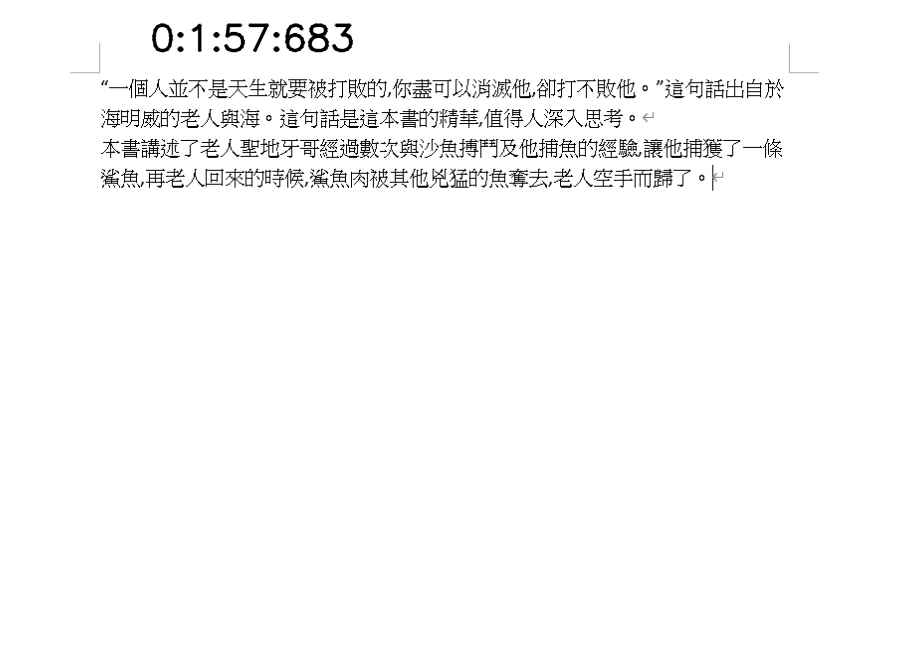 0:1:57:683
“一個人並不是天生就要被打敗的,你盡可以消滅他,卻打不敗他。”這句話出自於
海明威的老人與海。這句話是這本書的精華,值得人深入思考。
本書講述了老人聖地牙哥經過數次與沙魚搏鬥及他捕魚的經驗,讓他捕獲了一條
鯊魚,再老人回來的時候,鯊魚肉被其他兇猛的魚奪去,老人空手而歸了。